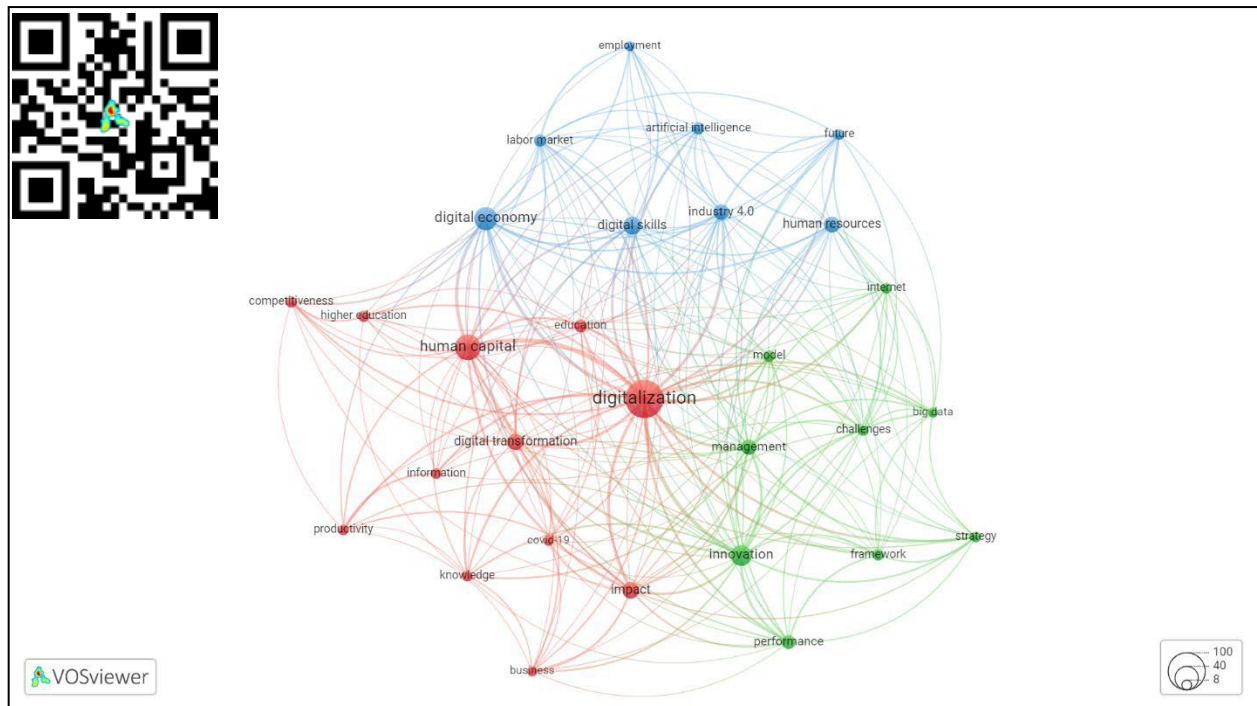 employment
artificial intelligence
future
labor market
industry 4.0
digital economy
digital skills
human resources
internet
competitiveness
higher education
education
human capital
model
digitalization
big data
challenges
digital transformation
management
information
productivity
covid-19
strategy
innovation
framework
knowledge
impact
performance
business
VOSviewer
100
40
8